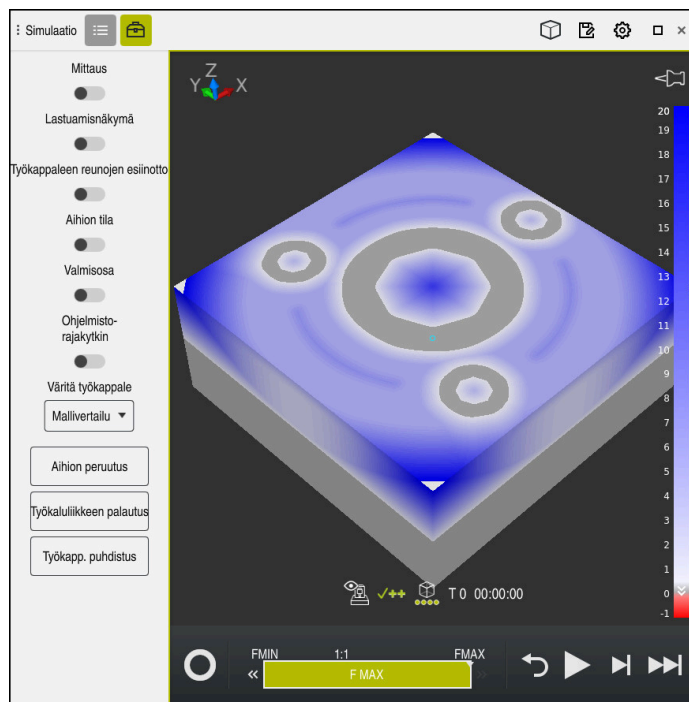 Simulaatio
Mittaus
Lastuamisnäkymä
Työkappaleen reunojen esiinotto
Aihion tila
Valmisosa
Ohjelmisto-
rajakytkin
Väritä työkappale
Mallivertailu
Aihion peruutus
Työkaluliikkeen palautus
Työkapp. puhdistus
Z
Y X
20
19
18
17
16
15
14
13
12
11
10
9
8
7
6
5
4
3
2
1
0
-1
T 0 00:00:00
FMIN 1:1 FMAX
F MAX